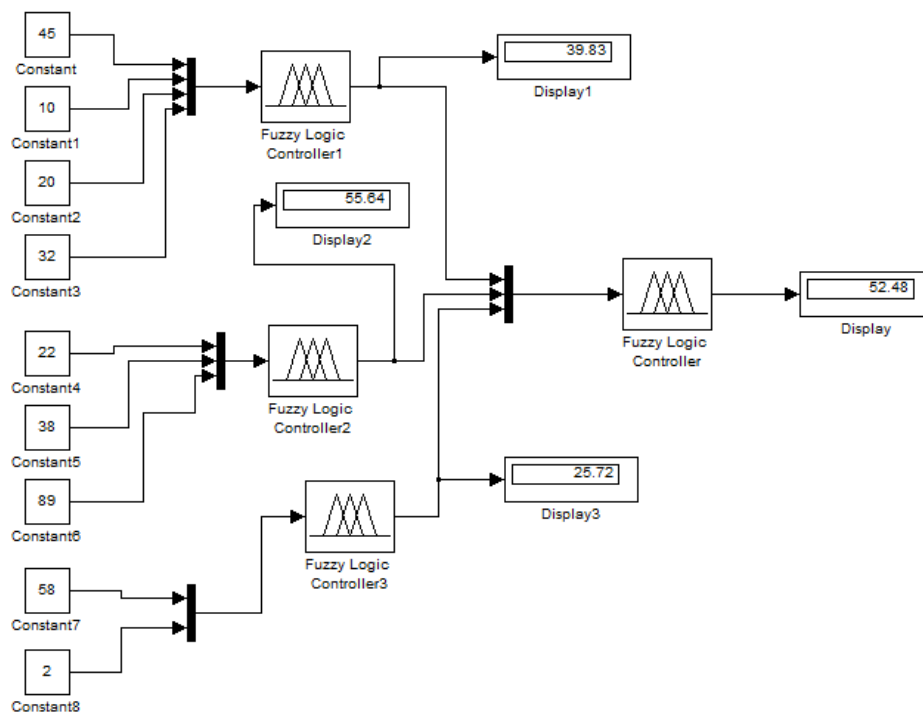 45
Constant
10
Constant1
20
Constant2
32
Constant3
Fuzzy Logic
Controller1
39.83
Display1
55.64
Display2
22
Constant4
38
Constant5
89
Constant6
Fuzzy Logic
Controller2
Fuzzy Logic
Controller
52.48
Display
58
Constant7
2
Constant8
Fuzzy Logic
Controller3
25.72
Display3